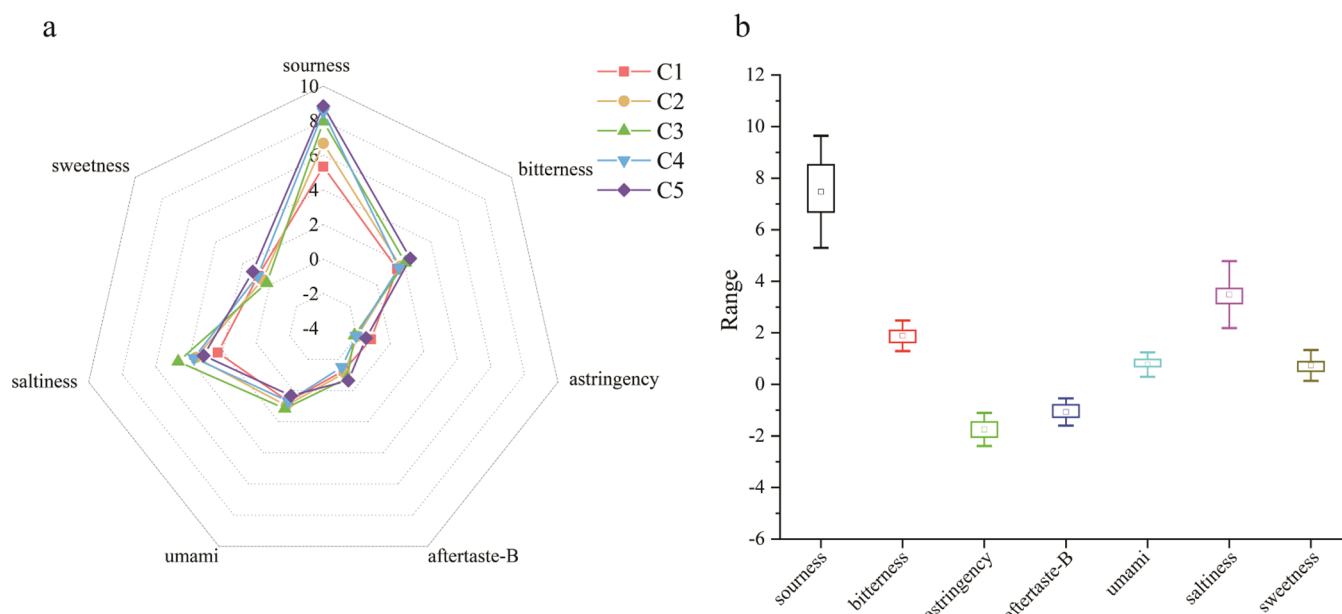 a
sourness
10
8
6
4
2
0
-2
-4
bitterness
astringency
aftertaste-B
umami
saltiness
sweetness
C1
C2
C3
C4
C5
b
Range
12
10
8
6
4
2
0
-2
-4
-6
sourness
bitterness
astringency
aftertaste-B
umami
saltiness
sweetness